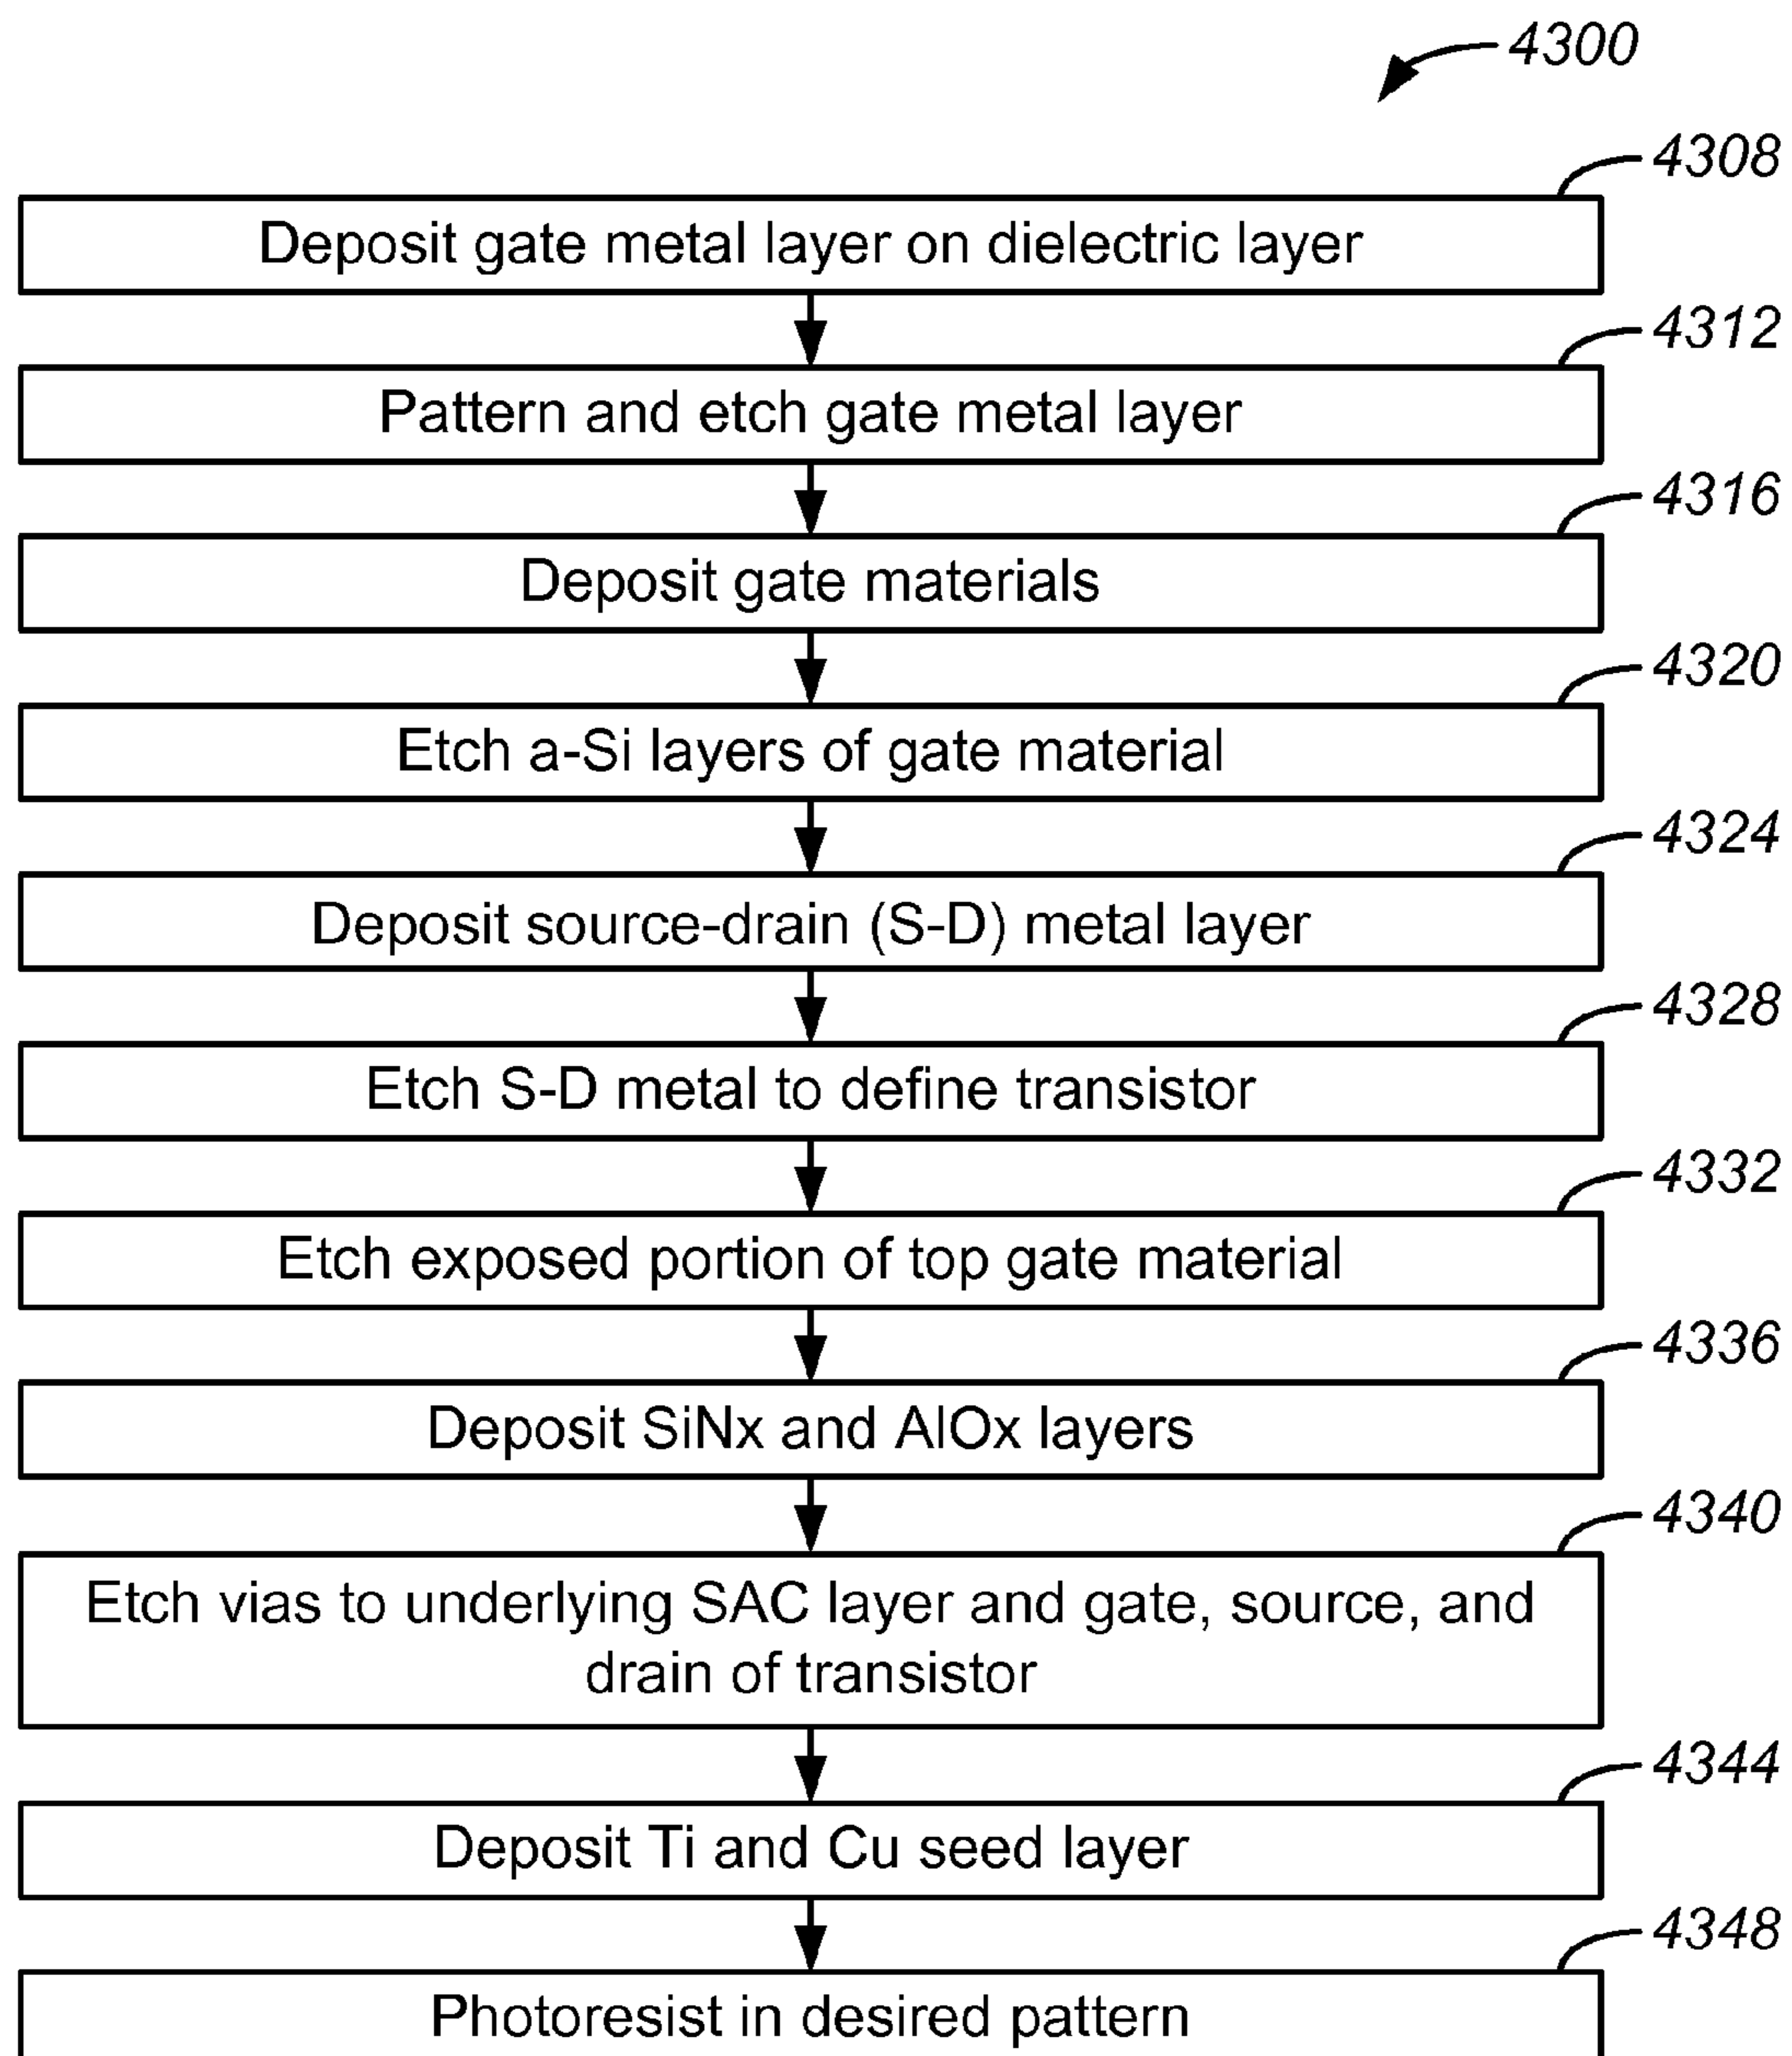 4300
4308
Deposit gate metal layer on dielectric layer
4312
Pattern and etch gate metal layer
4316
Deposit gate materials
4320
Etch a-Si layers of gate material
4324
Deposit source-drain (S-D) metal layer
4328
Etch S-D metal to define transistor
4332
Etch exposed portion of top gate material
4336
Deposit SiNx and AlOx layers
4340
Etch vias to underlying SAC layer and gate, source, and
drain of transistor
4344
Deposit Ti and Cu seed layer
4348
Photoresist in desired pattern